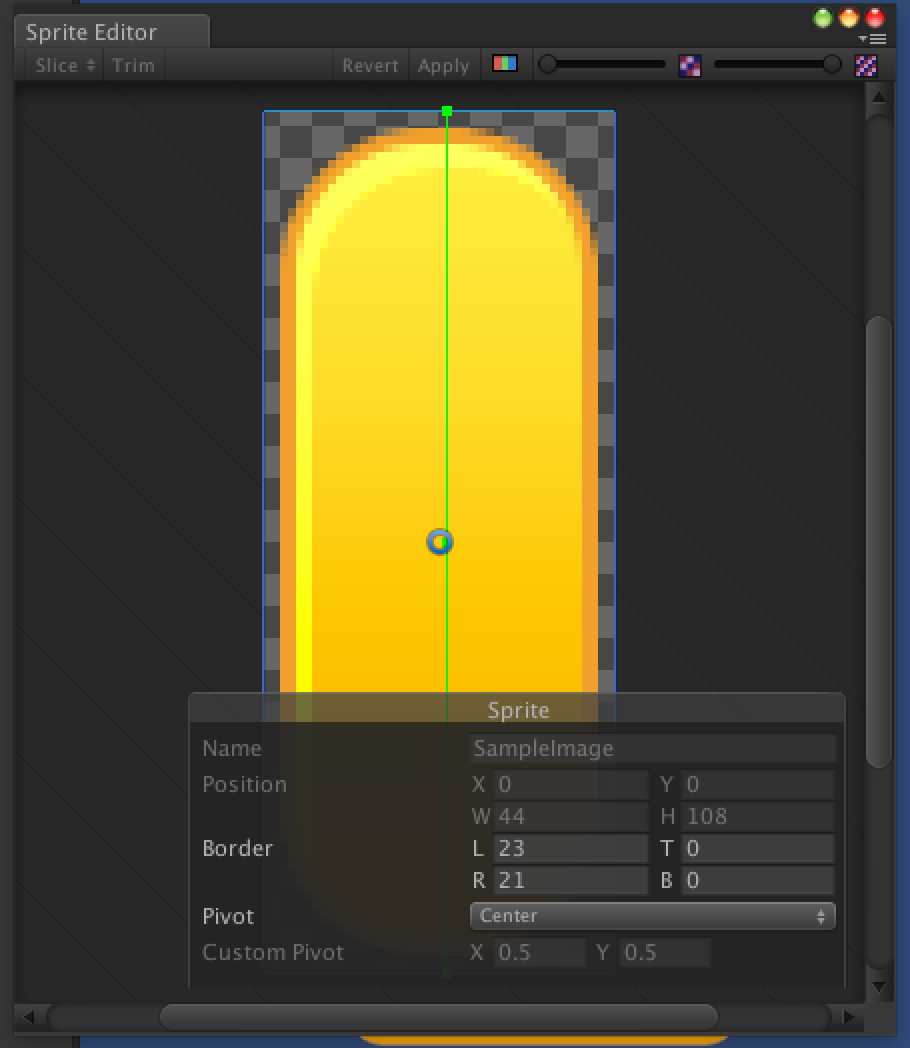 Sprite Editor
Slice Trim Revert Apply
Sprite
Name SampleImage
Position X 0 Y 0
W 44 H 108
Border L 23 T 0
R 21 B 0
Pivot Center
Custom Pivot X 0.5 Y 0.5